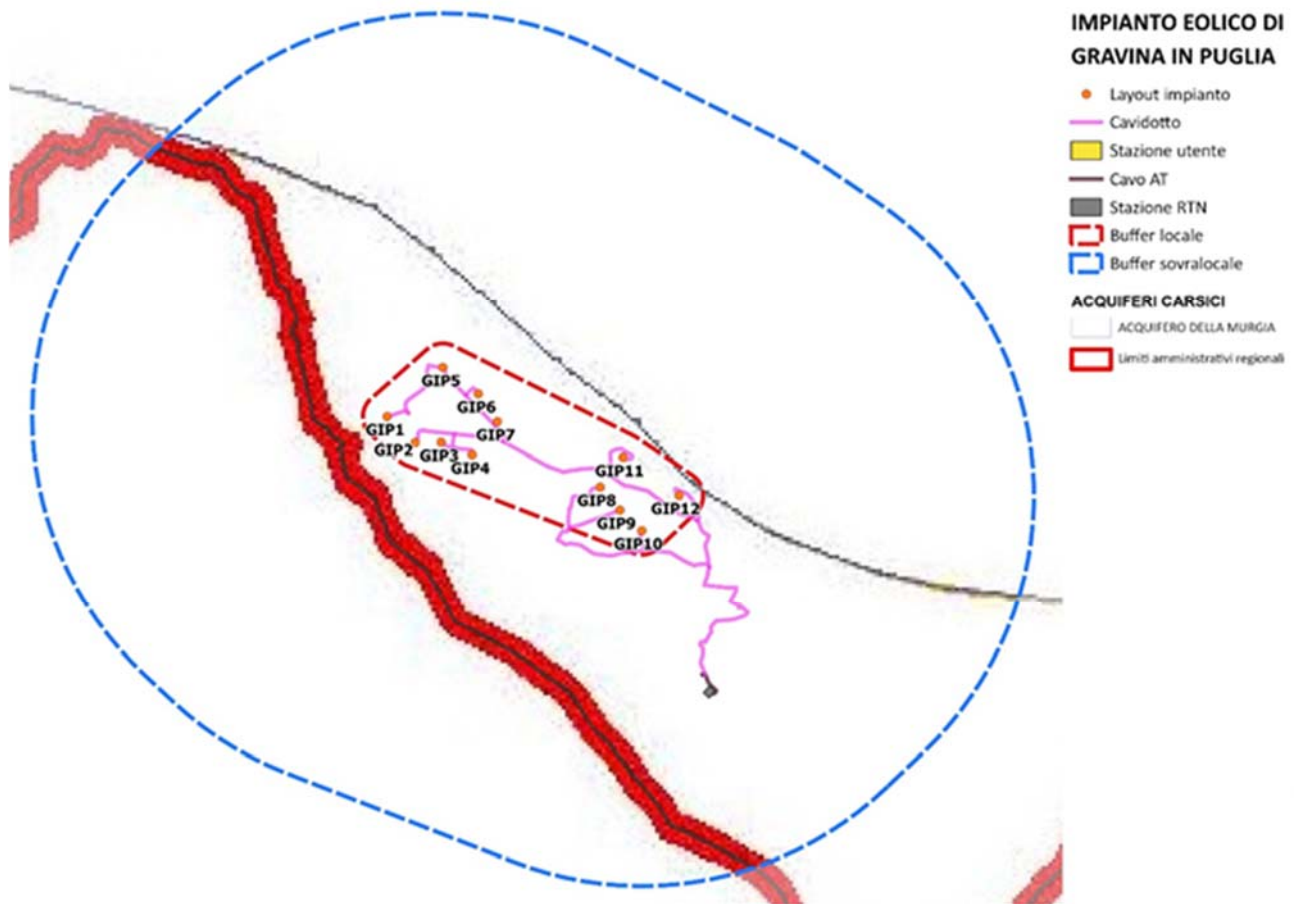 IMPIANTO EOLICO DI
GRAVINA IN PUGLIA
Layout impianto
Cavidotto
Stazione utente
Cavo AT
Stazione RTN
Buffer locale
Buffer sovralocale
ACQUIFERI CARSICI
ACQUIFERO DELLA MURGIA
Limiti amministrativi regionali
GIP5
GIP6
GIP1
GIP7
GIP2
GIP3
GIP4
GIP11
GIP8
GIP12
GIP9
GIP10